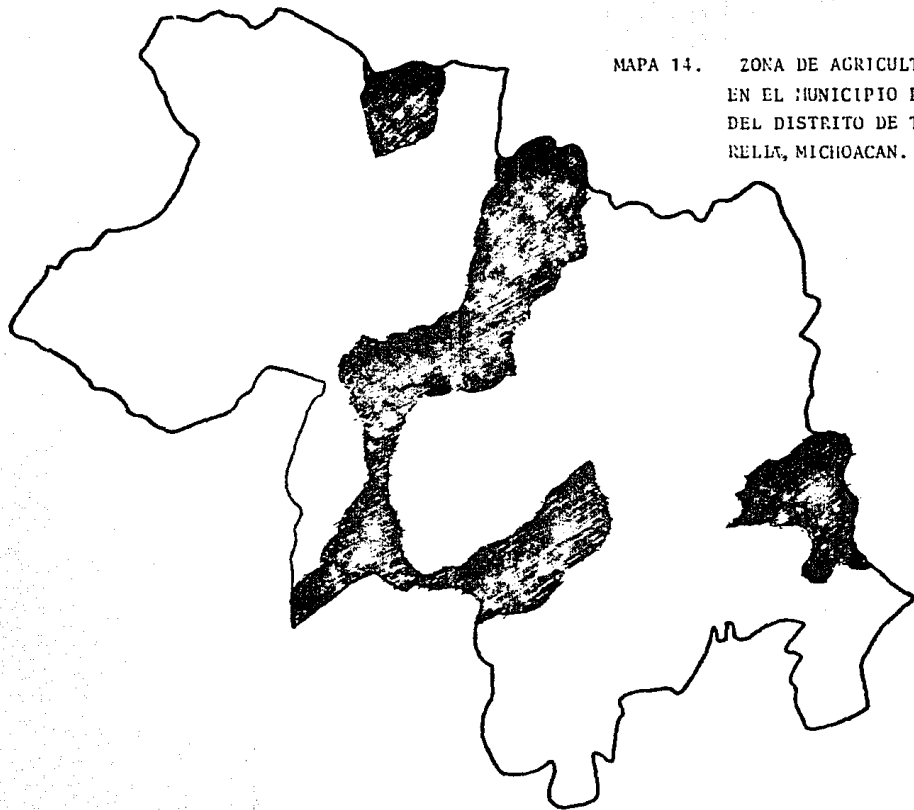 MAPA 14. ZONA DE AGRICULT
EN EL MUNICIPIO
DEL DISTRITO DE T
RELIA, MICHOACAN.